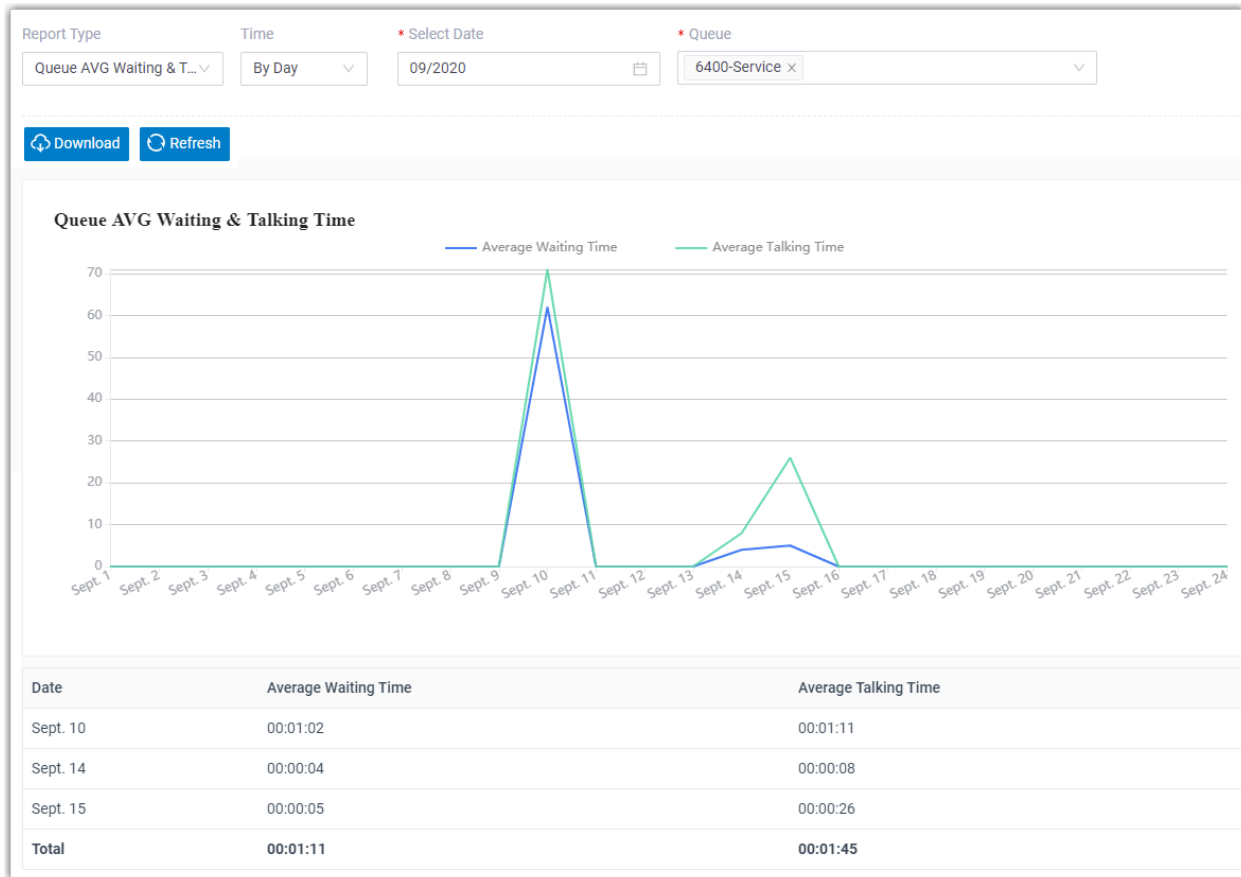 Report Type Time * Select Date * Queue
Queue AVG Waiting & T... By Day 09/2020 6400-Service ×
Download Refresh
Queue AVG Waiting & Talking Time
Average Waiting Time Average Talking Time
70
60
50
40
30
20
10
0
Sept. 1 Sept. 2 Sept. 3 Sept. 4 Sept. 5 Sept. 6 Sept. 7 Sept. 8 Sept. 9 Sept. 10 Sept. 11 Sept. 12 Sept. 13 Sept. 14 Sept. 15 Sept. 16 Sept. 17 Sept. 18 Sept. 19 Sept. 20 Sept. 21 Sept. 22 Sept. 23 Sept. 24
Date Average Waiting Time Average Talking Time
Sept. 10 00:01:02 00:01:11
Sept. 14 00:00:04 00:00:08
Sept. 15 00:00:05 00:00:26
Total 00:01:11 00:01:45